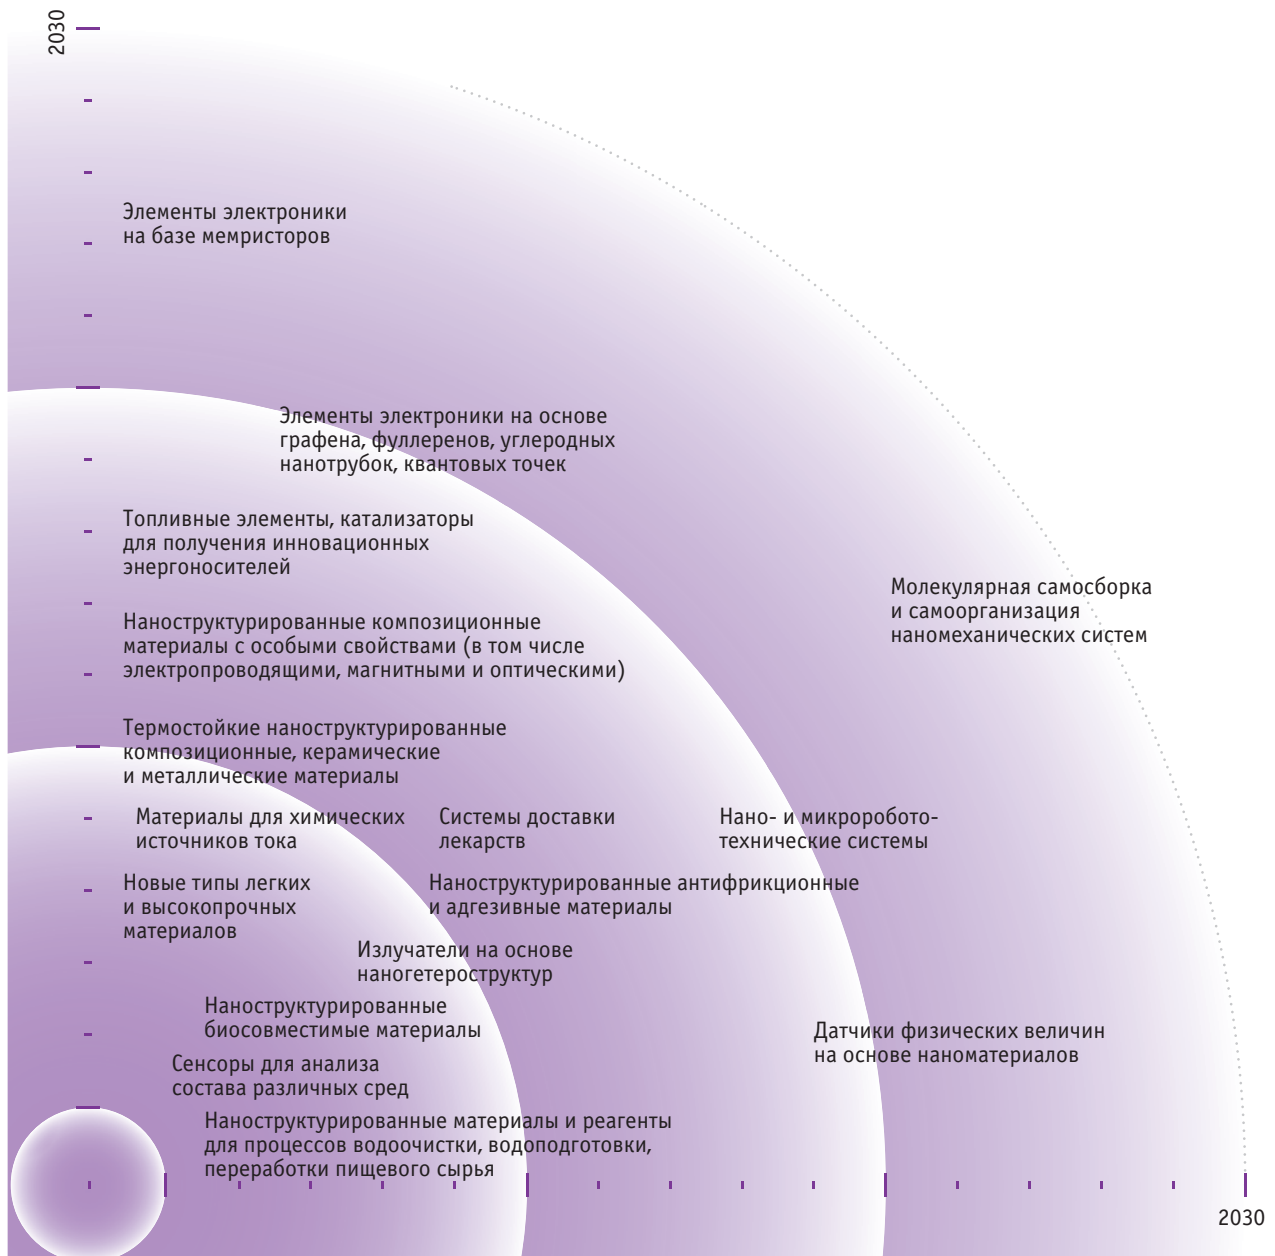 2030
Элементы электроники
на базе мемристоров
Элементы электроники на основе
графена, фуллеренов, углеродных
нанотрубок, квантовых точек
Топливные элементы, катализаторы
для получения инновационных
энергоносителей
Молекулярная самосборка
и самоорганизация
наномеханических систем
Наноструктурированные композиционные
материалы с особыми свойствами (в том числе
электропроводящими, магнитными и оптическими)
Термостойкие наноструктурированные
композиционные, керамические
и металлические материалы
Материалы для химических
источников тока
Системы доставки
лекарств
Нано- и микроробото-
технические системы
Новые типы легких
и высокопрочных
материалов
Наноструктурированные антифрикционные
и адгезивные материалы
Излучатели на основе
наногетероструктур
Наноструктурированные
биосовместимые материалы
Датчики физических величин
на основе наноматериалов
Сенсоры для анализа
состава различных сред
Наноструктурированные материалы и реагенты
для процессов водоочистки, водоподготовки,
переработки пищевого сырья
2030